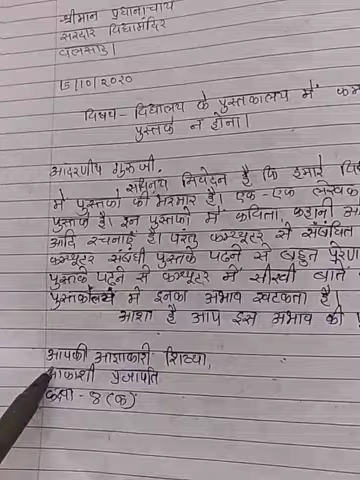 श्रीमान प्रधानाचार्य
सरदार विद्यामंदिर
वलसाड।
15/10/2020
विषय - विद्यालय के पुस्तकालय में
पुस्तकें न होना।
आदरणीय गुरु जी,
सविनय निवेदन है कि हमारे
में पुस्तकों की भरमार है। एक-एक लेखक
पुस्तकें हैं। इन पुस्तकों में कविता, कहानी
आदि रचनाएँ हैं। परंतु कम्प्यूटर से संबंधित
कम्प्यूटर संबंधी पुस्तकें पढ़ने से बहुत
पुस्तकें पढ़ने से कम्प्यूटर में सीखी बातें
पुस्तकालय में इनका अभाव खटकता है।
आशा है आप इस अभाव को
आपकी आज्ञाकारी शिष्या,
आकाशी प्रजापति
कक्षा - 8 (क)